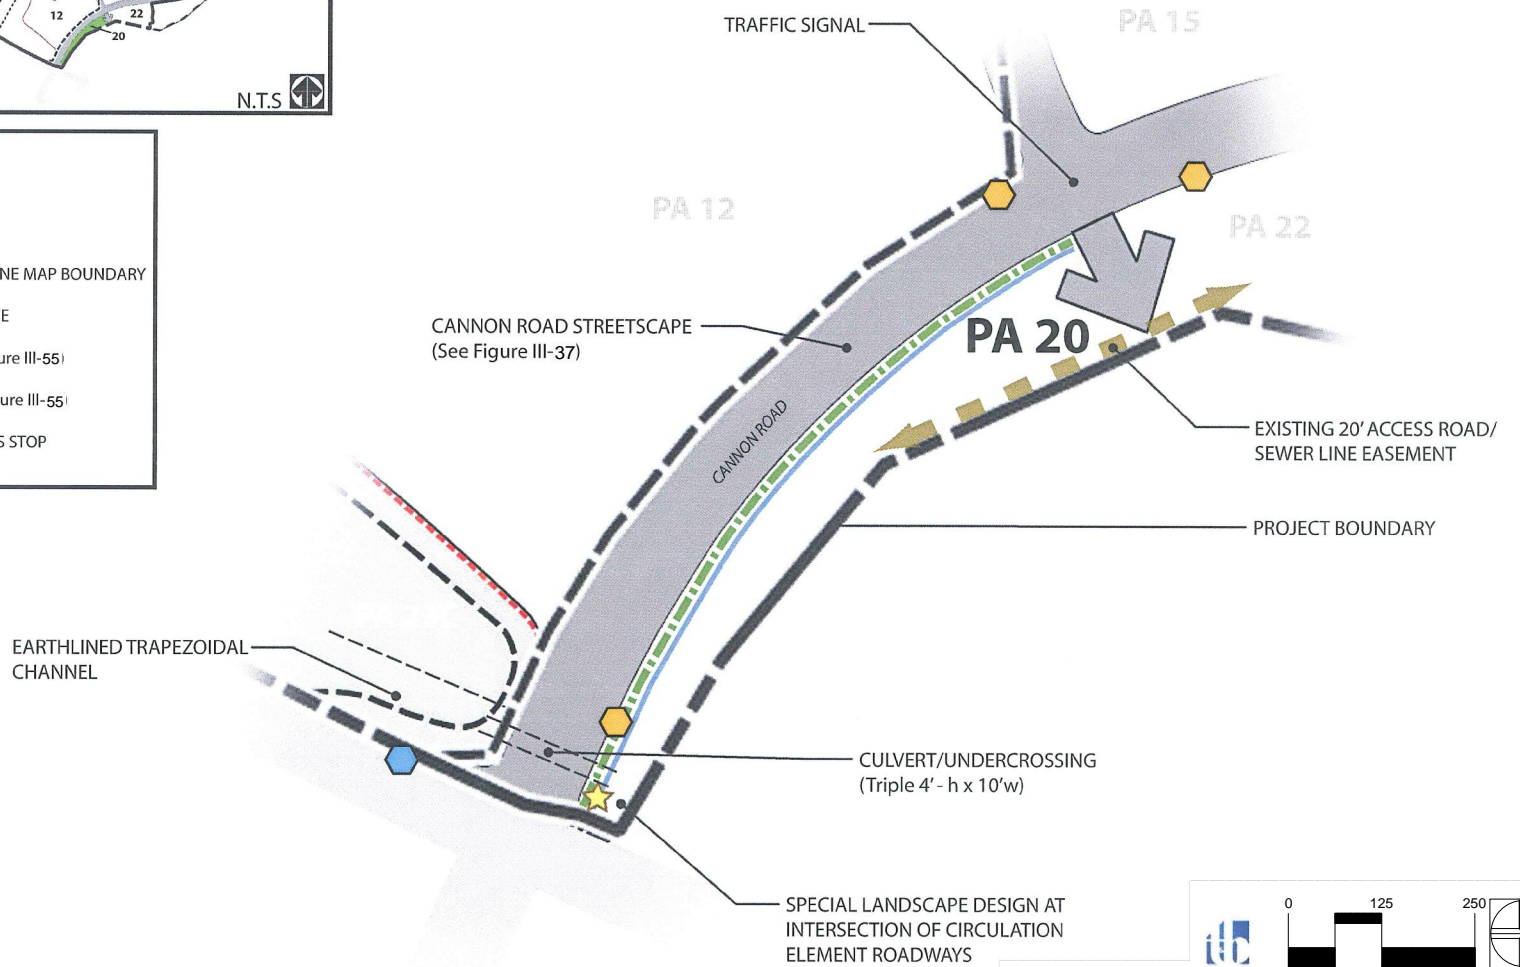 12
22
20
N.T.S
NE MAP BOUNDARY
E
ure III-55)
ure III-55)
S STOP
TRAFFIC SIGNAL
PA 15
PA 12
PA 22
CANNON ROAD STREETSCAPE
(See Figure III-37)
PA 20
CANNON ROAD
EXISTING 20' ACCESS ROAD/
SEWER LINE EASEMENT
PROJECT BOUNDARY
EARTHLINED TRAPEZOIDAL
CHANNEL
CULVERT/UNDERCROSSING
(Triple 4' - h x 10'w)
SPECIAL LANDSCAPE DESIGN AT
INTERSECTION OF CIRCULATION
ELEMENT ROADWAYS
0 125 250